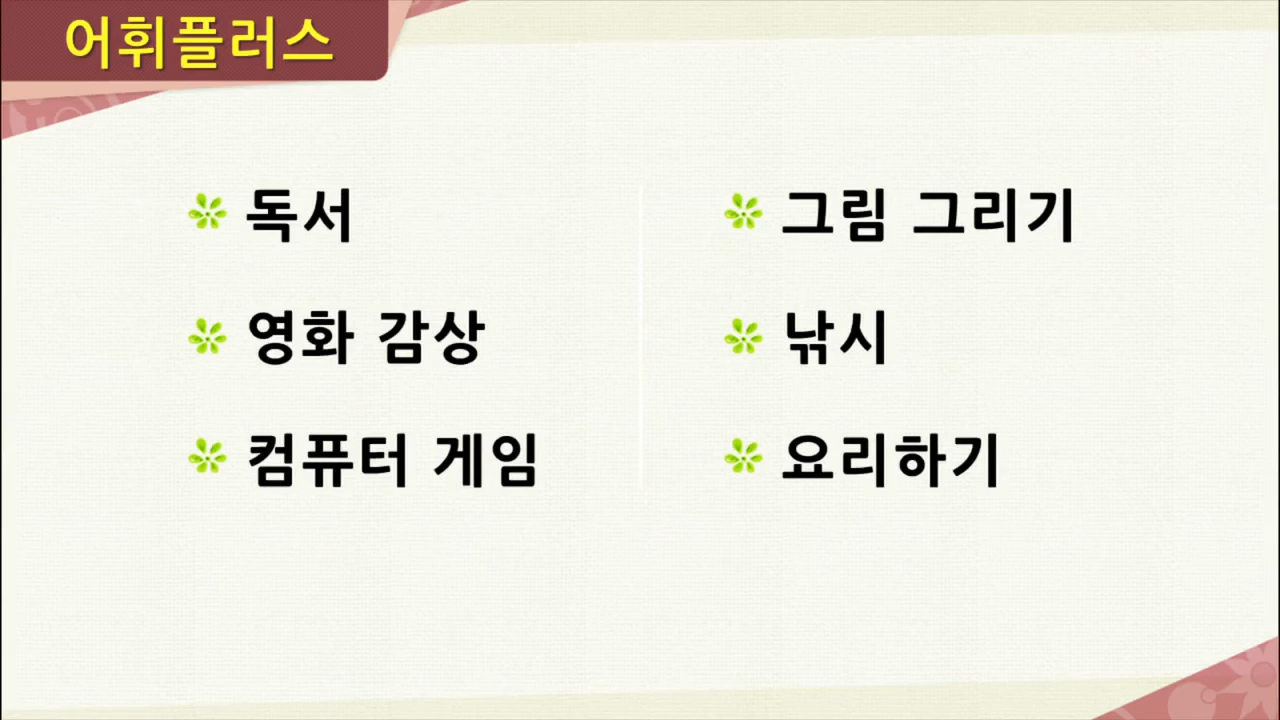 어휘플러스
독서
영화 감상
컴퓨터 게임
그림 그리기
낚시
요리하기